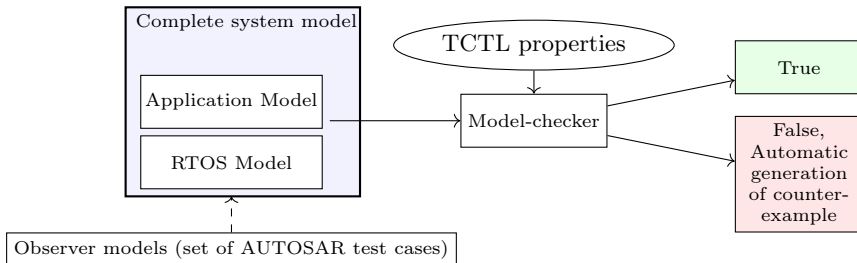 Complete system model
TCTL properties
Application Model
True
Model-checker
RTOS Model
False,
Automatic
generation
of counter-
example
Observer models (set of AUTOSAR test cases)